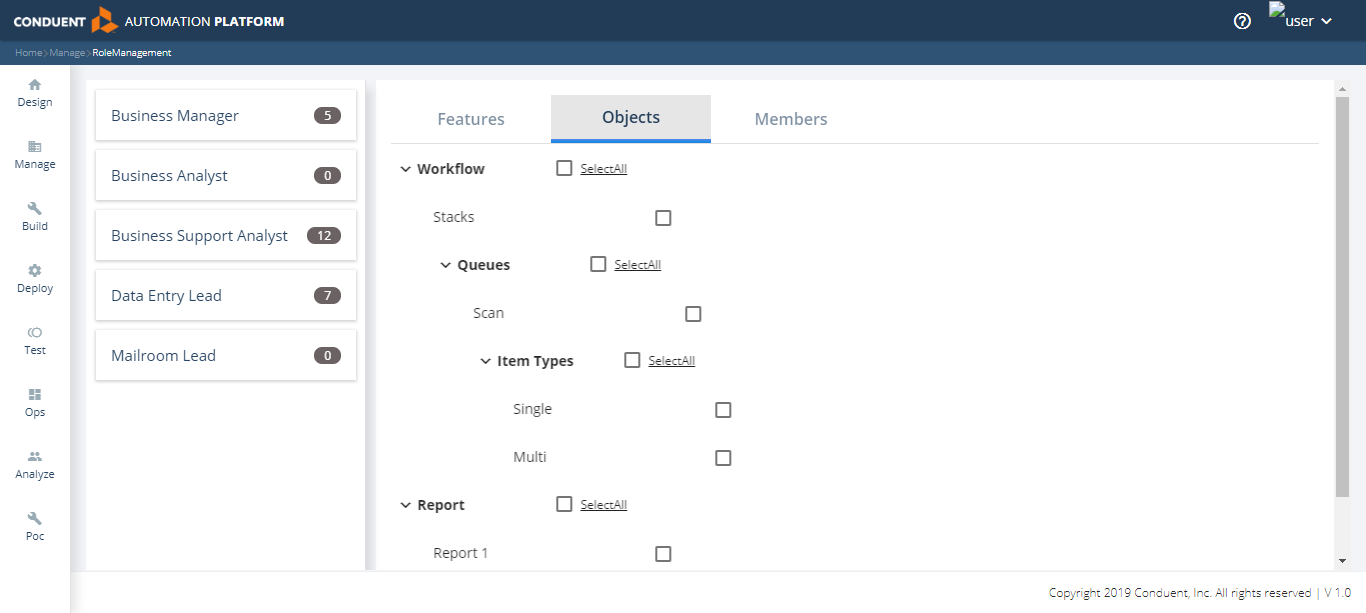 CONDUENT AUTOMATION PLATFORM
user
Home>Manage>RoleManagement
Design
Manage
Build
Deploy
Test
Ops
Analyze
Poc
Business Manager 5
Business Analyst 0
Business Support Analyst 12
Data Entry Lead 7
Mailroom Lead 0
Features Objects Members
Workflow SelectAll
Stacks
Queues SelectAll
Scan
Item Types SelectAll
Single
Multi
Report SelectAll
Report 1
Copyright 2019 Conduent, Inc. All rights reserved | V 1.0